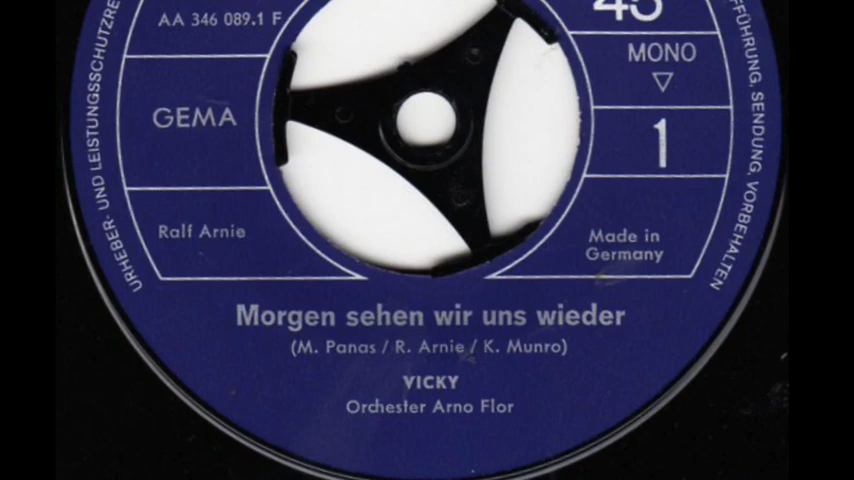 45
AA 346 089.1 F
MONO
GEMA
1
Ralf Arnie
Made in
Germany
URHEBER- UND LEISTUNGSSCHUTZRE
FFÜHRUNG, SENDUNG, VORBEHALTEN
Morgen sehen wir uns wieder
(M. Panas / R. Arnie / K. Munro)
VICKY
Orchester Arno Flor